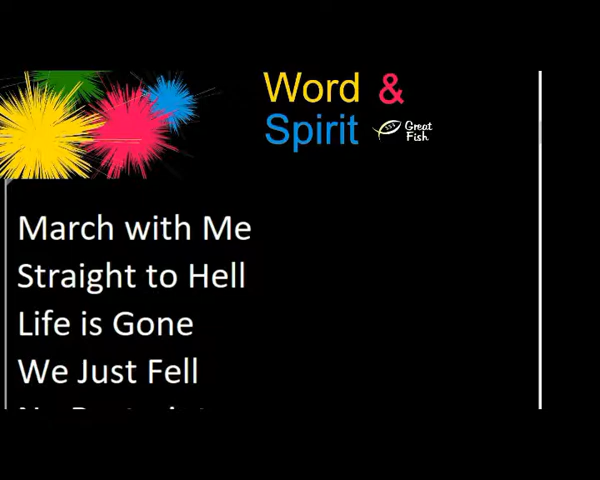 Word &
Spirit
Great
Fish
March with Me
Straight to Hell
Life is Gone
We Just Fell